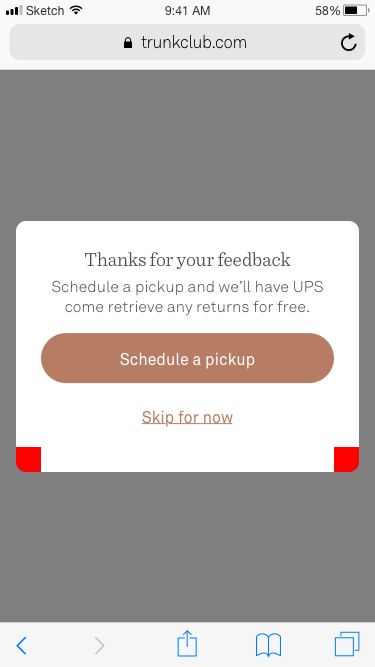 Sketch 9:41 AM 58%
trunkclub.com
Thanks for your feedback
Schedule a pickup and we’ll have UPS
come retrieve any returns for free.
Schedule a pickup
Skip for now